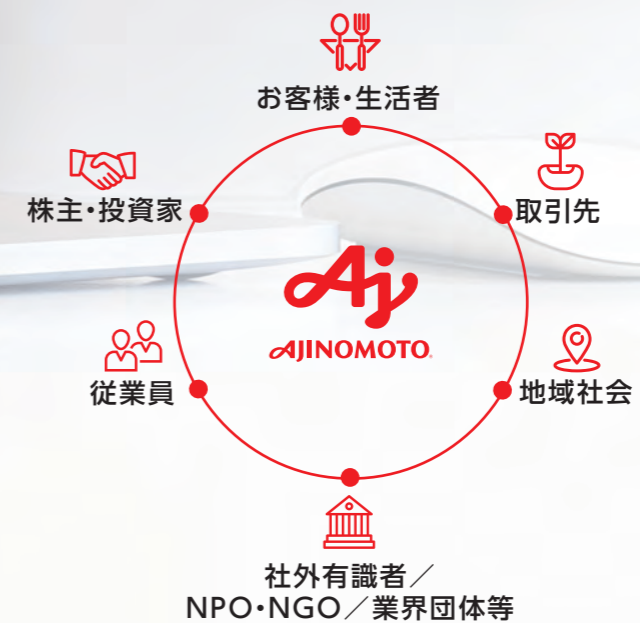 お客様・生活者
株主・投資家
取引先
Aj
AJINOMOTO.
従業員
地域社会
社外有識者／
NPO・NGO／業界団体等